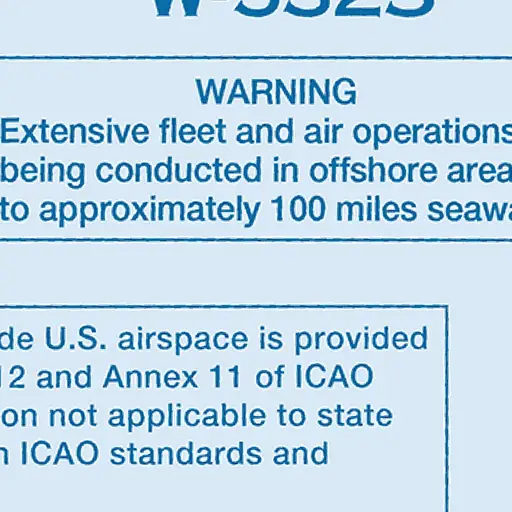 WARNING
Extensive fleet and air operations
being conducted in offshore area
to approximately 100 miles seawa
de U.S. airspace is provided
12 and Annex 11 of ICAO
on not applicable to state
ICAO standards and